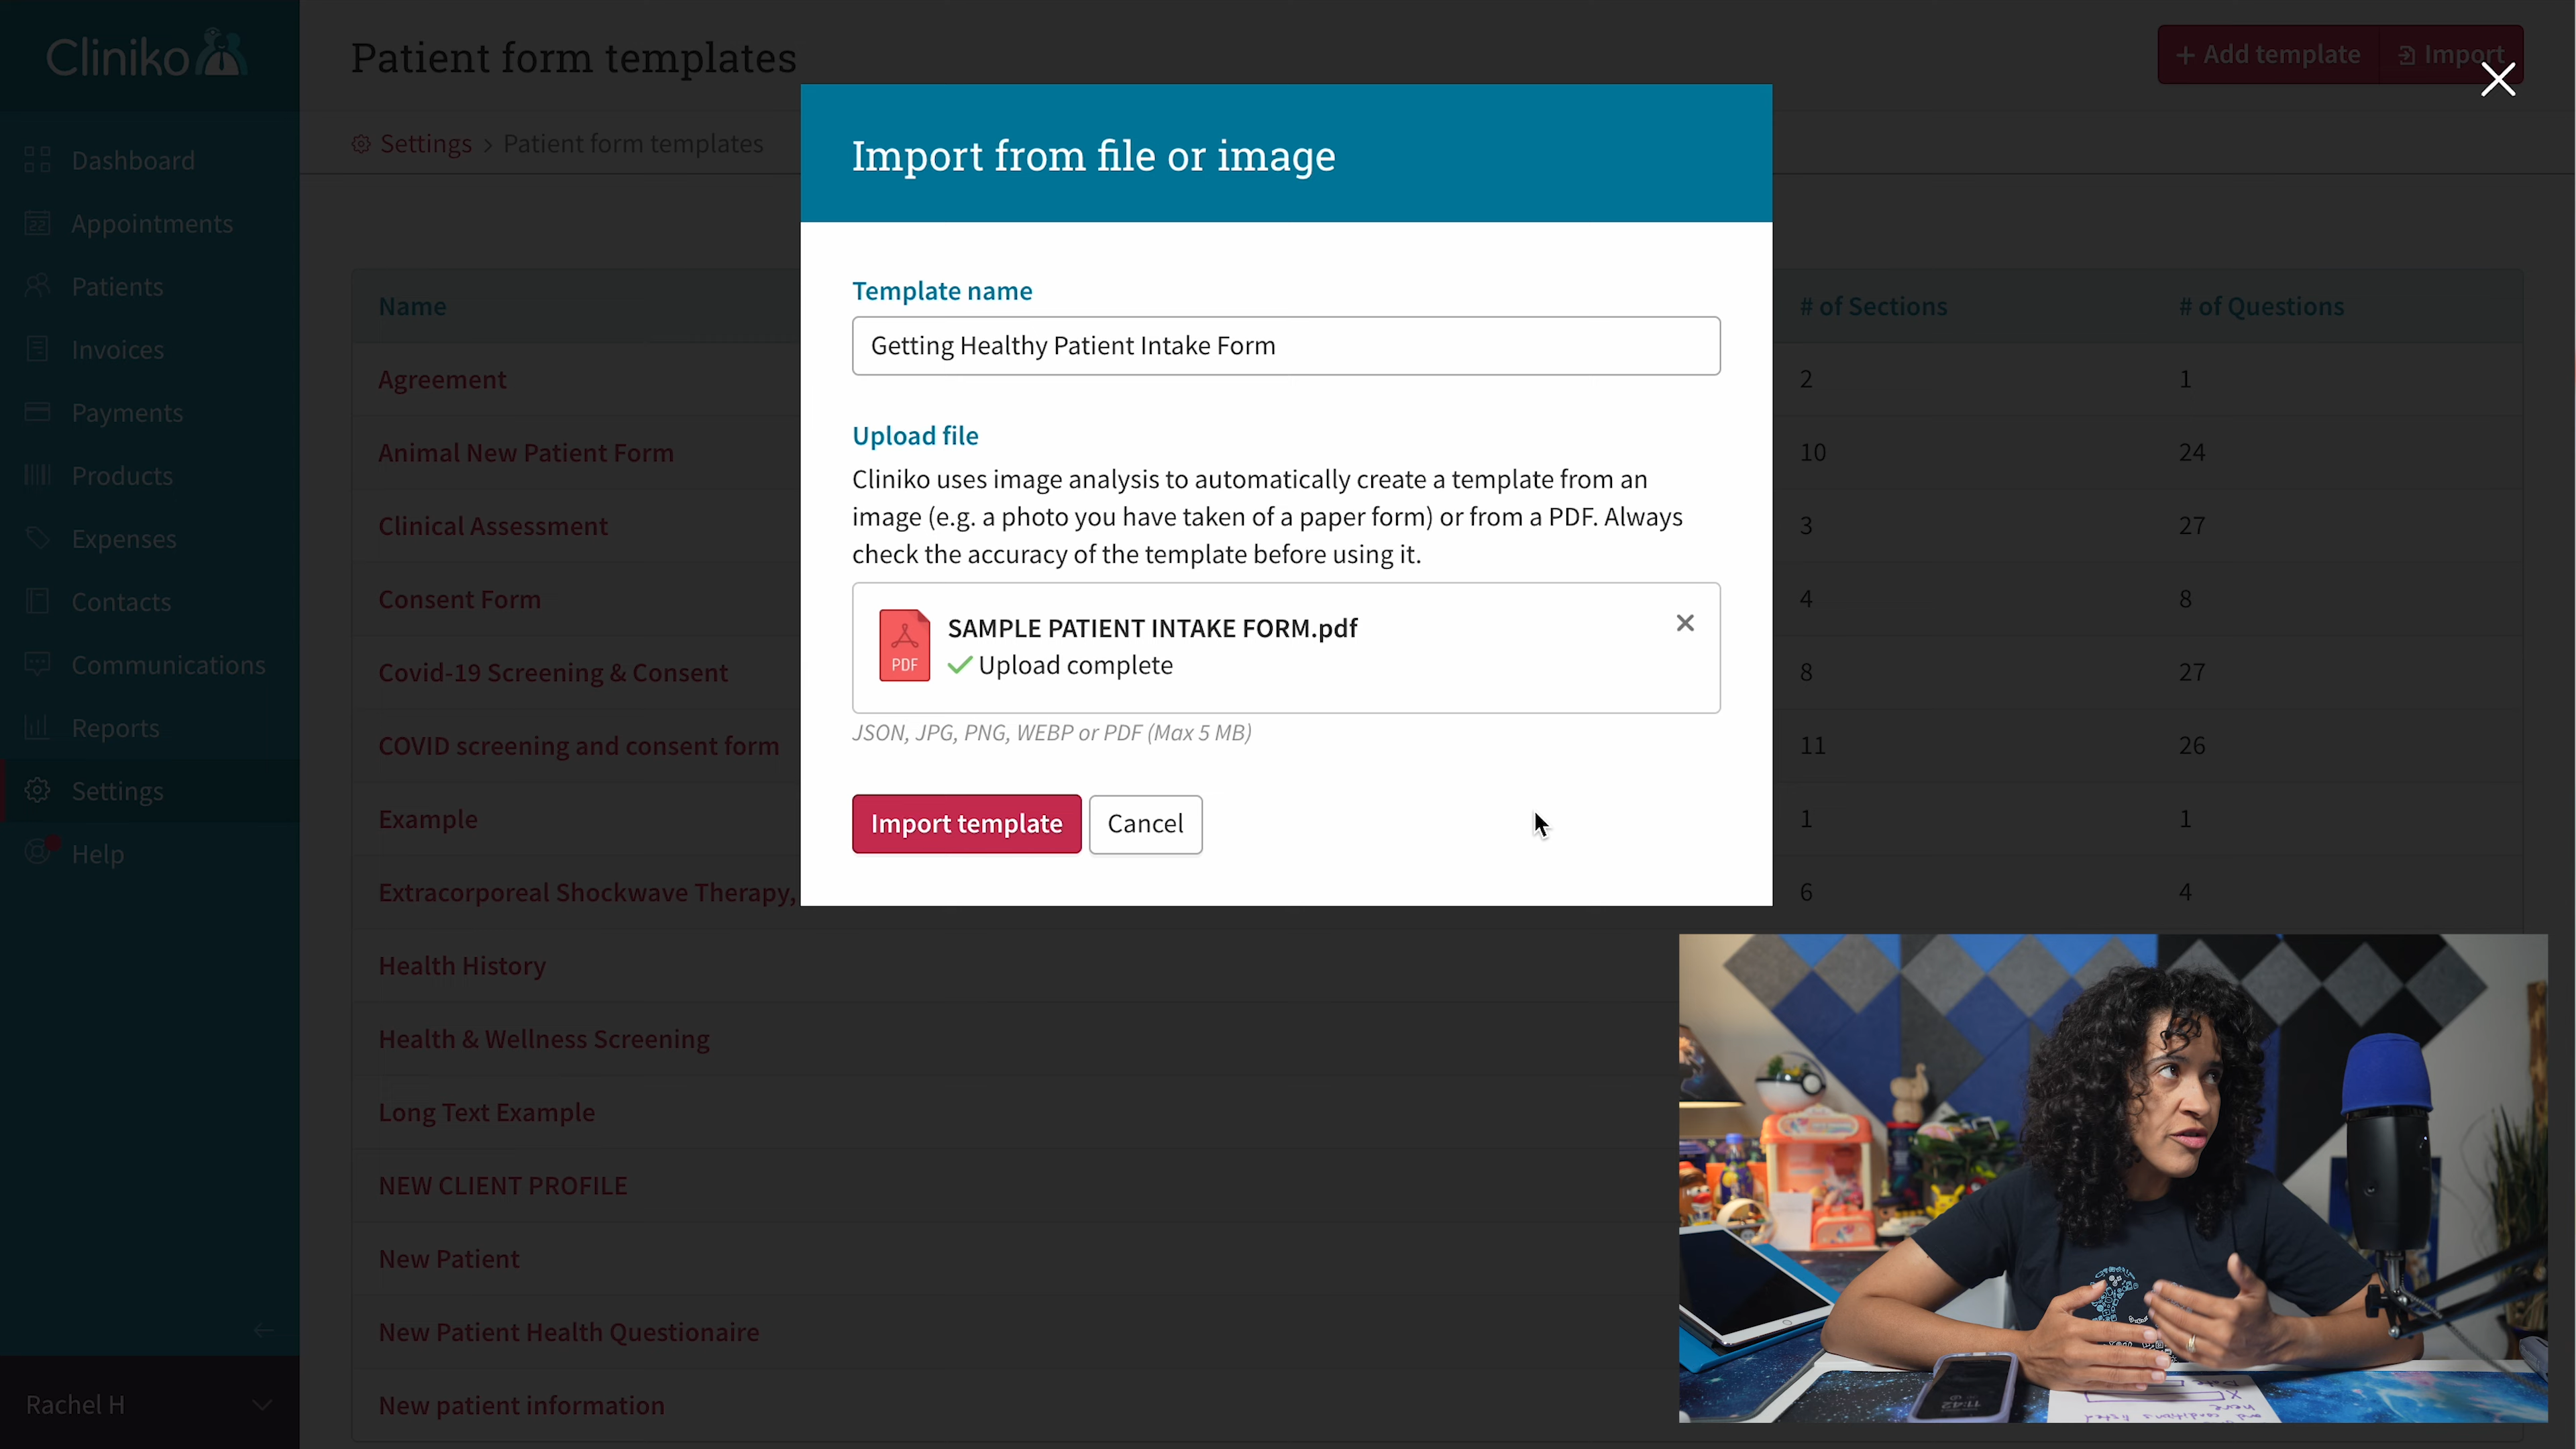 Cliniko
Dashboard
Appointments
Patients
Invoices
Payments
Products
Expenses
Contacts
Communications
Reports
Settings
Help
Rachel H
Patient form templates
+ Add template
Import
Settings > Patient form templates
Name
# of Sections
# of Questions
Agreement
2
1
Animal New Patient Form
10
24
Clinical Assessment
3
27
Consent Form
4
8
Covid-19 Screening & Consent
8
27
COVID screening and consent form
11
26
Example
1
1
Extracorporeal Shockwave Therapy,
6
4
Health History
Health & Wellness Screening
Long Text Example
NEW CLIENT PROFILE
New Patient
New Patient Health Questionaire
New patient information
Import from file or image
Template name
Getting Healthy Patient Intake Form
Upload file
Cliniko uses image analysis to automatically create a template from an
image (e.g. a photo you have taken of a paper form) or from a PDF. Always
check the accuracy of the template before using it.
PDF
SAMPLE PATIENT INTAKE FORM.pdf
Upload complete
JSON, JPG, PNG, WEBP or PDF (Max 5 MB)
Import template
Cancel
11:42